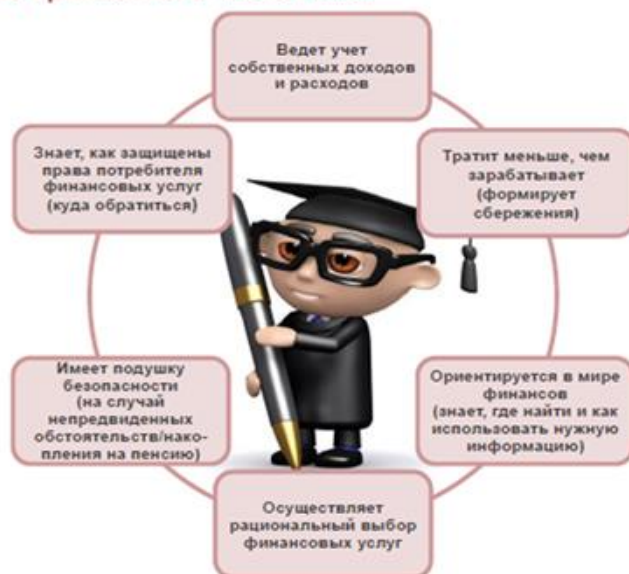 Ведет учет
собственных доходов
и расходов
Тратит меньше, чем
зарабатывает
(формирует
сбережения)
Ориентируется в мире
финансов
(знает, где найти и как
использовать нужную
информацию)
Осуществляет
рациональный выбор
финансовых услуг
Имеет подушку
безопасности
(на случай
непредвиденных
обстоятельств/нако-
пления на пенсию)
Знает, как защищены
права потребителя
финансовых услуг
(куда обратиться)